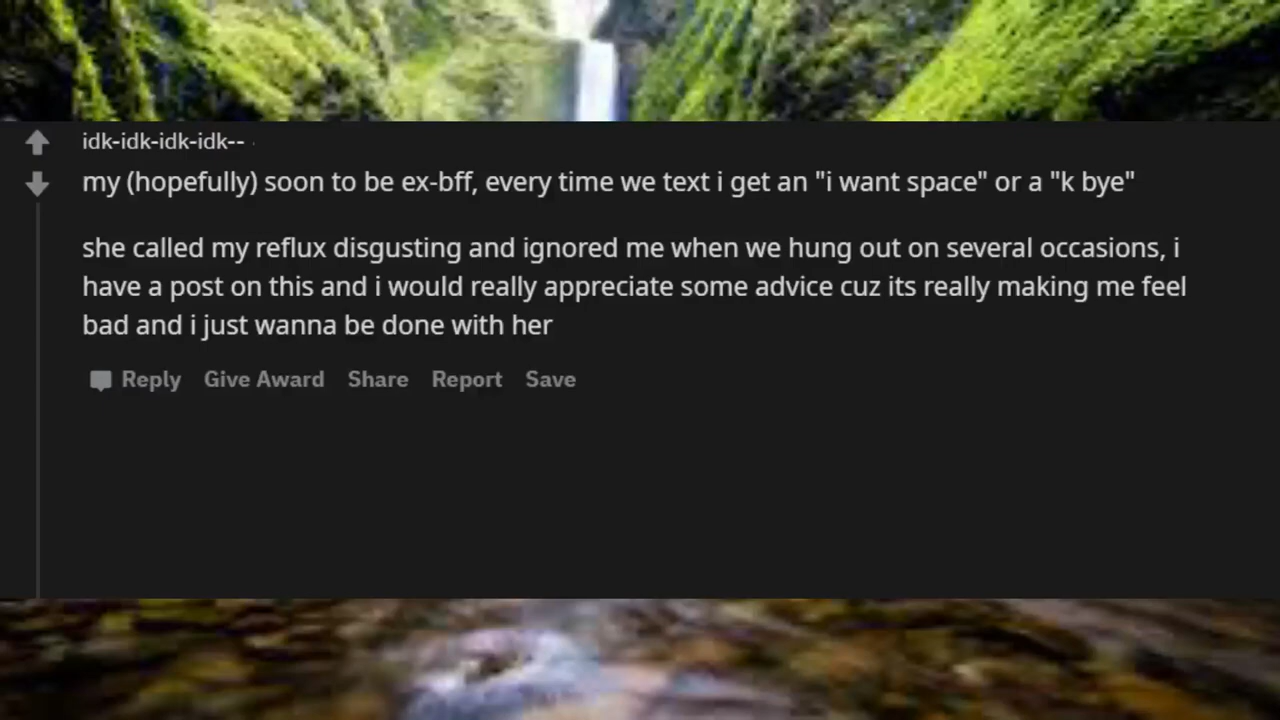 idk-idk-idk-idk--
my (hopefully) soon to be ex-bff, every time we text i get an "i want space" or a "k bye"
she called my reflux disgusting and ignored me when we hung out on several occasions, i
have a post on this and i would really appreciate some advice cuz its really making me feel
bad and i just wanna be done with her
Reply Give Award Share Report Save